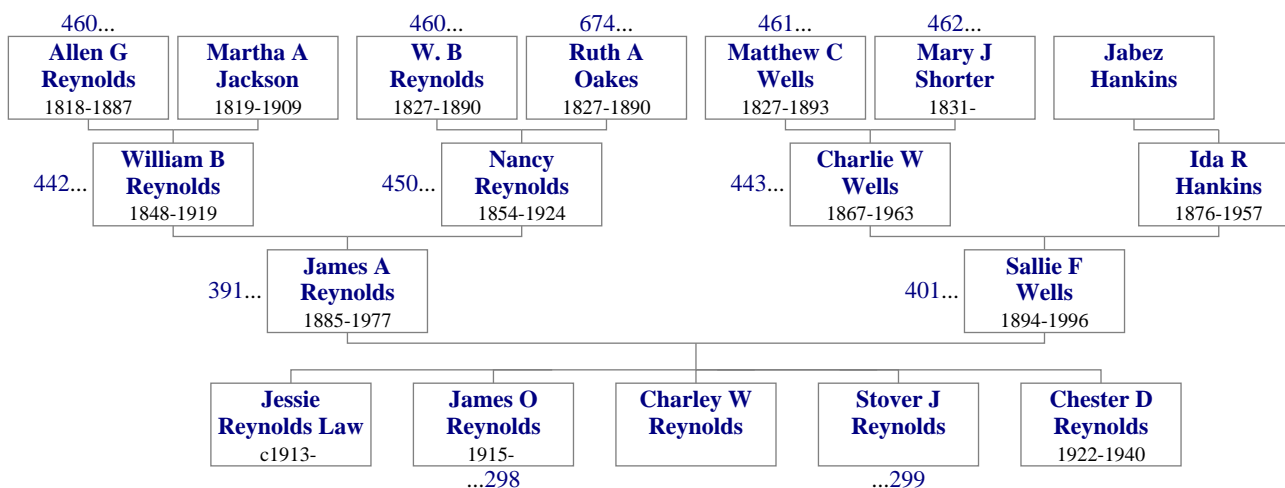 460...
460...
674...
461...
462...
Allen G
Reynolds
1818-1887
Martha A
Jackson
1819-1909
W. B
Reynolds
1827-1890
Ruth A
Oakes
1827-1890
Matthew C
Wells
1827-1893
Mary J
Shorter
1831-
Jabez
Hankins
442...
William B
Reynolds
1848-1919
450...
Nancy
Reynolds
1854-1924
443...
Charlie W
Wells
1867-1963
Ida R
Hankins
1876-1957
391...
James A
Reynolds
1885-1977
401...
Sallie F
Wells
1894-1996
Jessie
Reynolds Law
c1913-
James O
Reynolds
1915-
...298
Charley W
Reynolds
Stover J
Reynolds
...299
Chester D
Reynolds
1922-1940